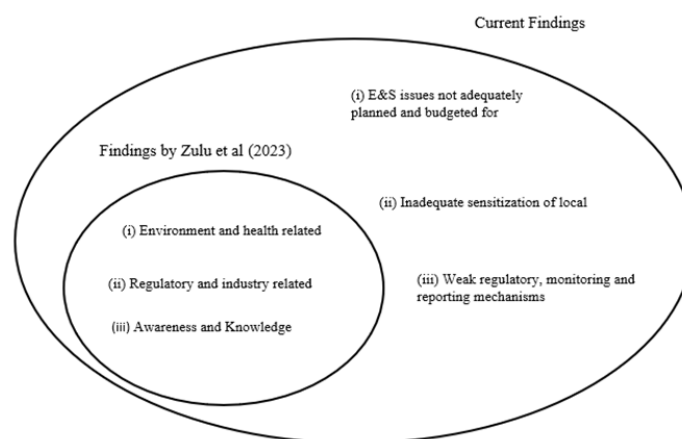 Current Findings
(i) E&S issues not adequately
planned and budgeted for
Findings by Zulu et al (2023)
(ii) Inadequate sensitization of local
(i) Environment and health related
(ii) Regulatory and industry related
(iii) Weak regulatory, monitoring and
reporting mechanisms
(iii) Awareness and Knowledge